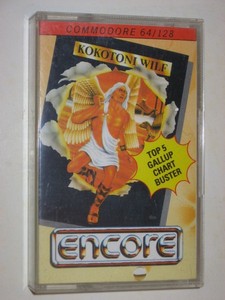 COMMODORE 64/128
KOKOTONI WILF
TOP 5
GALLUP
CHART
BUSTER
encore